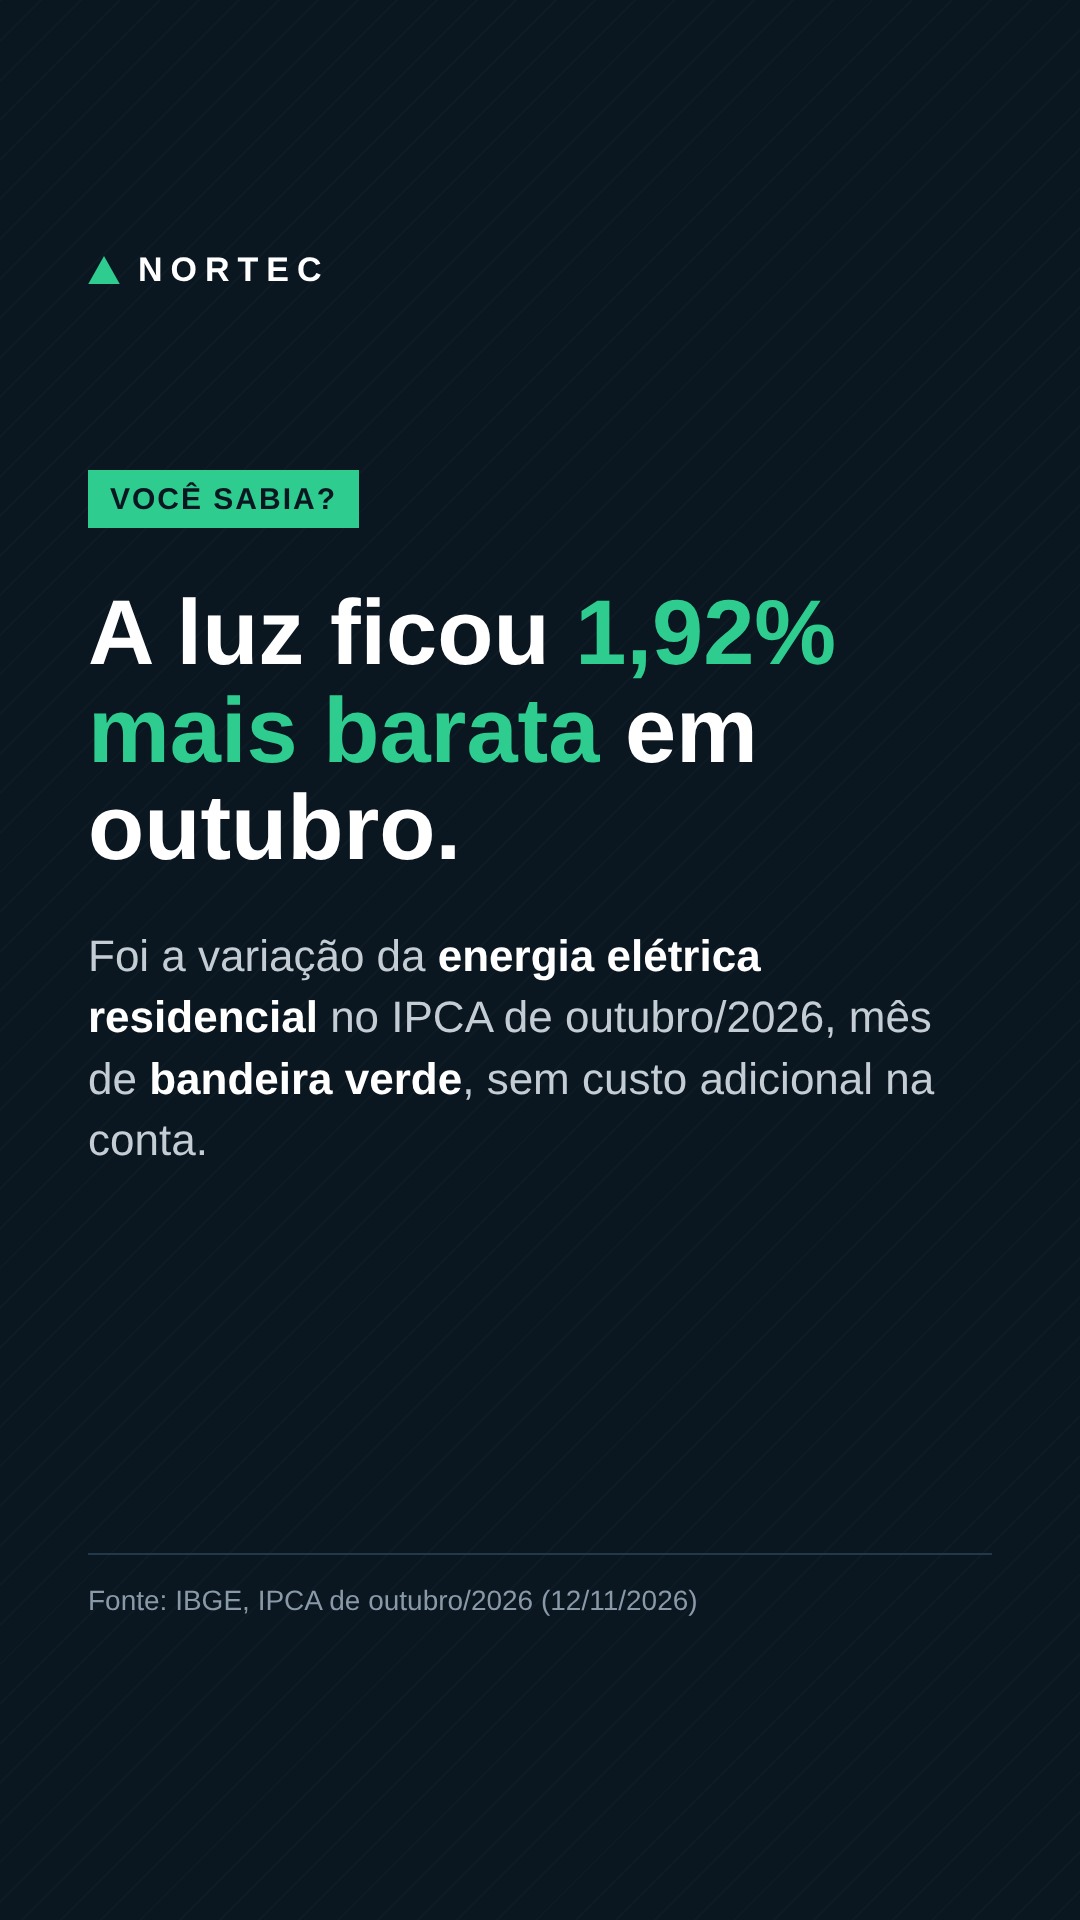 NORTEC
VOCÊ SABIA?
A luz ficou 1,92%
mais barata em
outubro.
Foi a variação da energia elétrica
residencial no IPCA de outubro/2026, mês
de bandeira verde, sem custo adicional na
conta.
Fonte: IBGE, IPCA de outubro/2026 (12/11/2026)